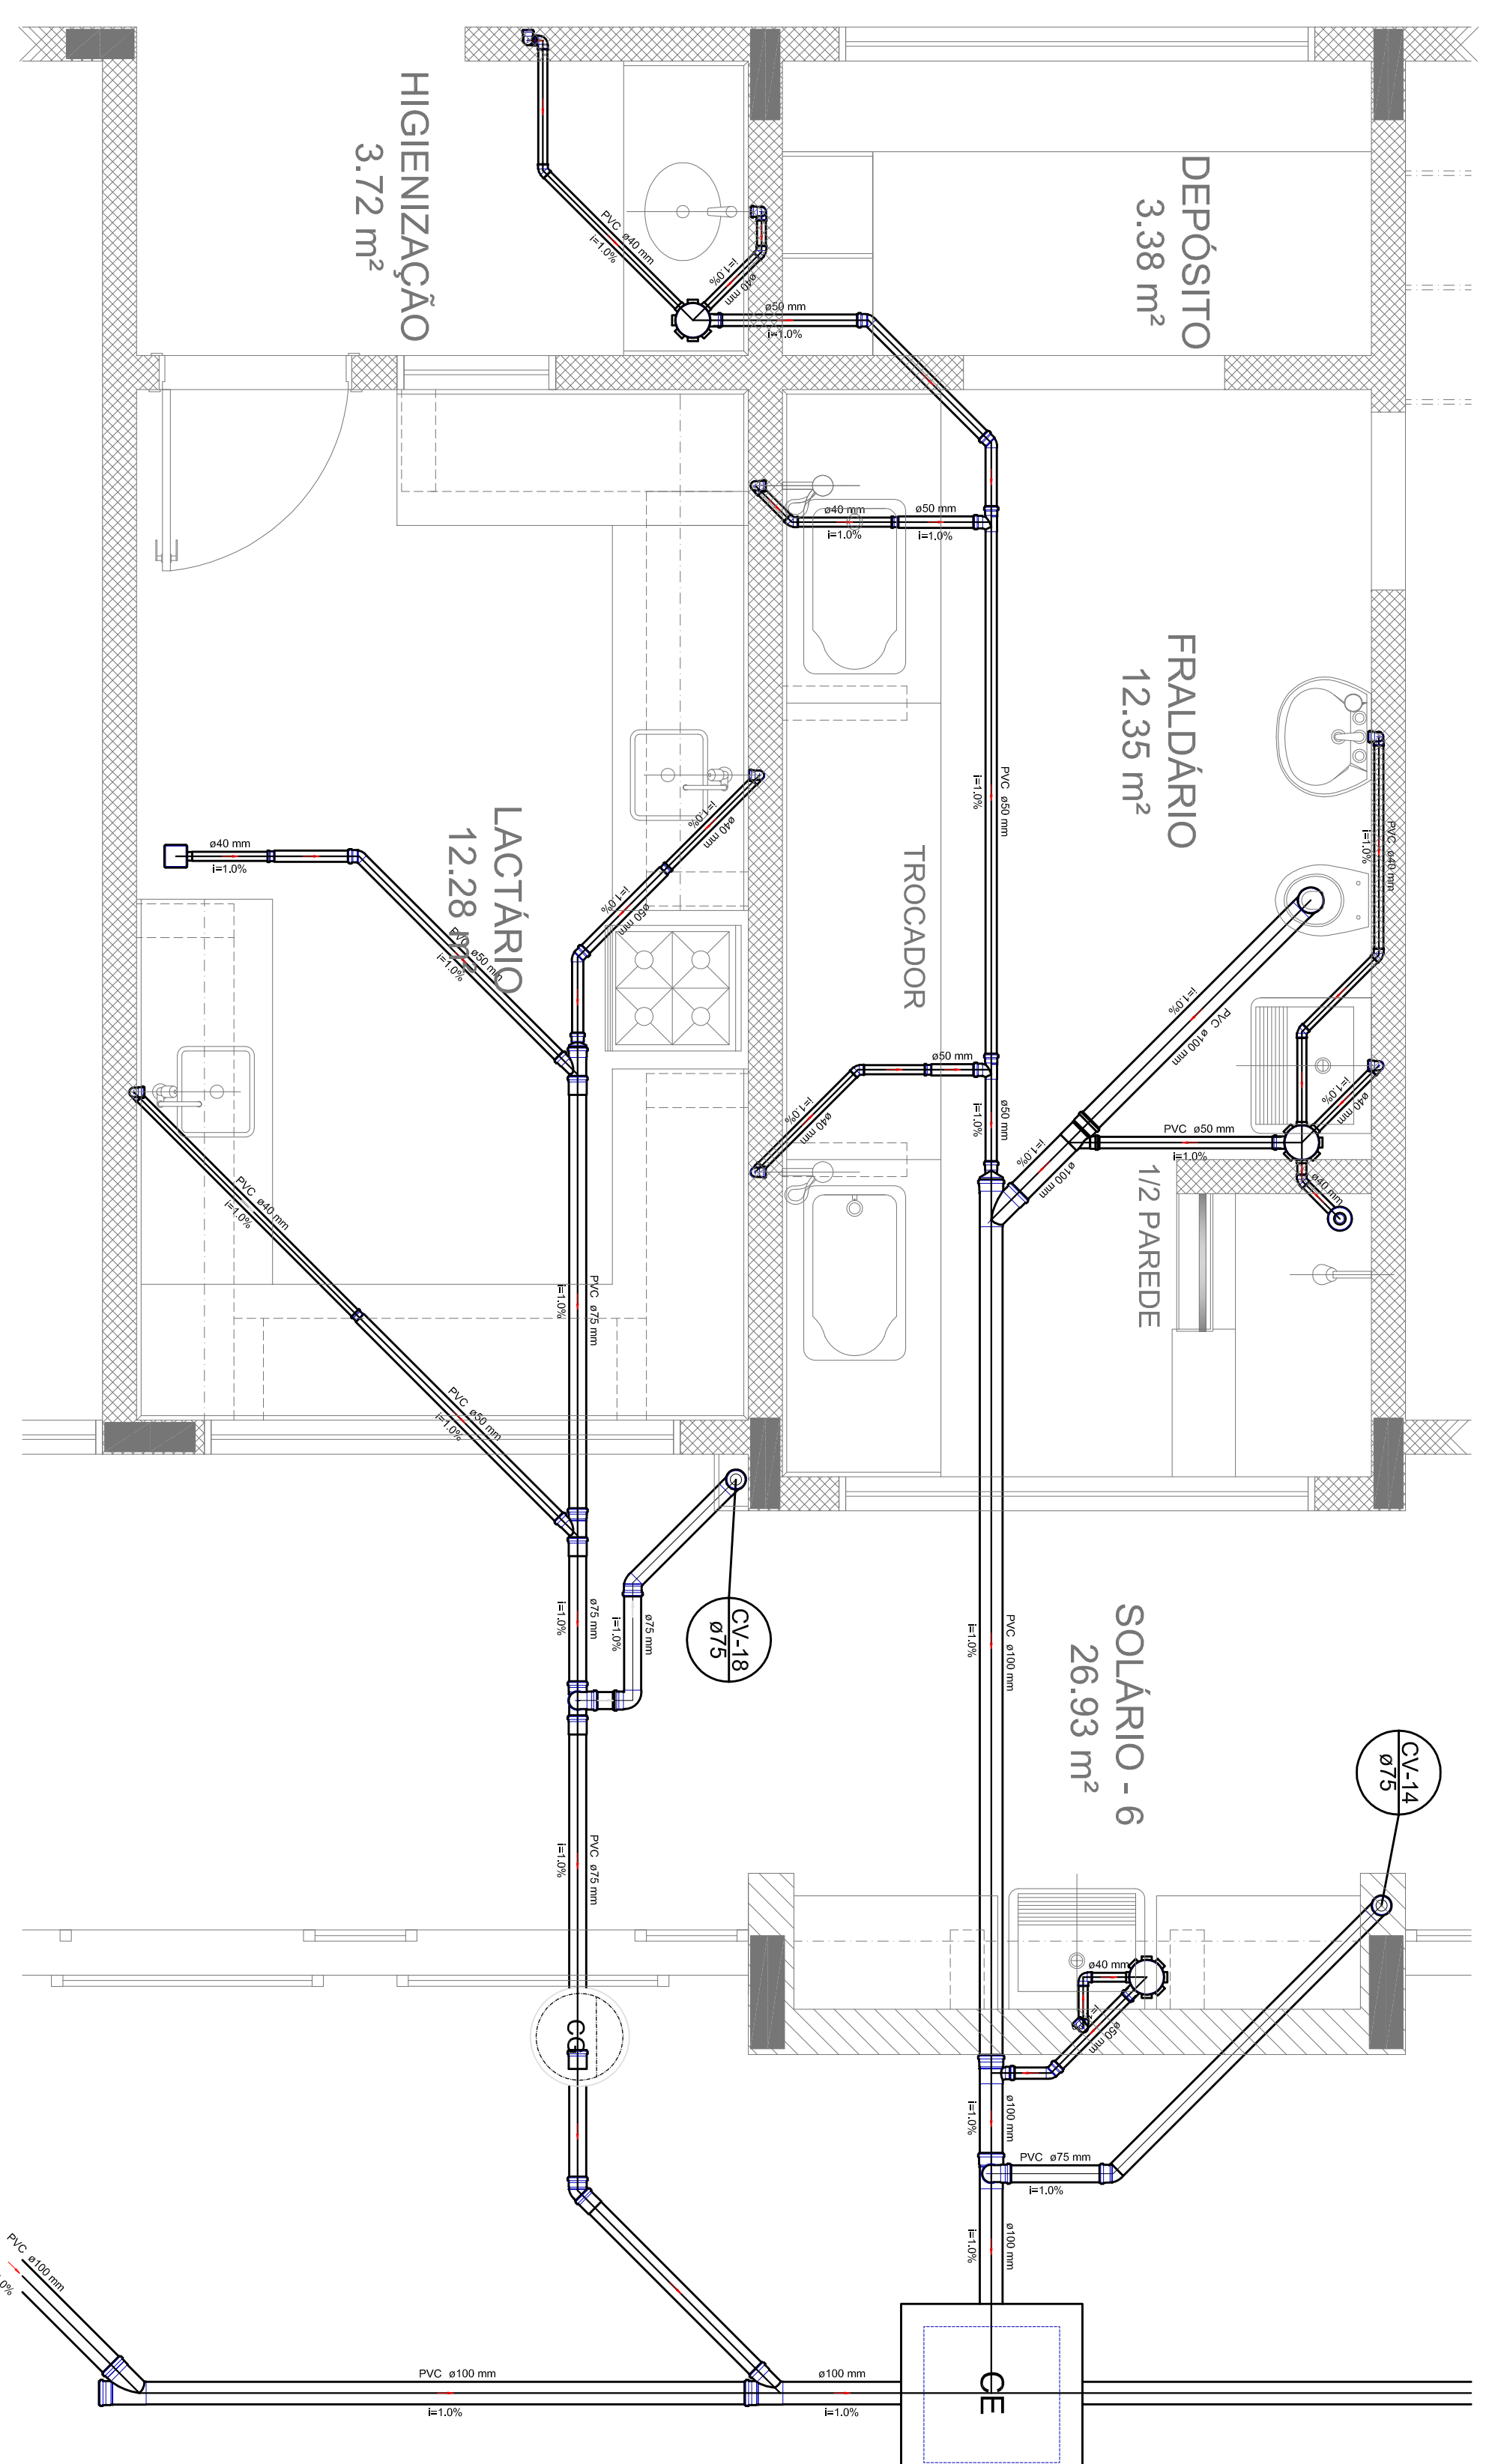 HIGIENIZAÇÃO
3.72 m²
DEPÓSITO
3.38 m²
PVC ø40 mm
i=1.0%
ø40 mm
i=1.0%
ø50 mm
i=1.0%
ø40 mm
i=1.0%
ø50 mm
i=1.0%
FRALDÁRIO
12.35 m²
PVC ø50 mm
i=1.0%
PVC ø40 mm
i=1.0%
LACTÁRIO
12.28 m²
TROCADOR
ø40 mm
i=1.0%
ø40 mm
i=1.0%
ø50 mm
i=1.0%
PVC ø50 mm
i=1.0%
PVC ø100 mm
i=1.0%
ø50 mm
ø40 mm
i=1.0%
ø50 mm
i=1.0%
ø100 mm
i=1.0%
PVC ø50 mm
i=1.0%
ø40 mm
i=1.0%
ø40 mm
1/2 PAREDE
PVC ø40 mm
i=1.0%
PVC ø75 mm
i=1.0%
PVC ø50 mm
i=1.0%
ø75 mm
i=1.0%
ø75 mm
i=1.0%
CV-18
ø75
PVC ø100 mm
i=1.0%
SOLÁRIO - 6
26.93 m²
CV-14
ø75
PVC ø75 mm
i=1.0%
ø40 mm
ø50 mm
CG
ø100 mm
i=1.0%
PVC ø75 mm
i=1.0%
ø100 mm
i=1.0%
PVC ø100 mm
PVC ø100 mm
i=1.0%
ø100 mm
i=1.0%
CE